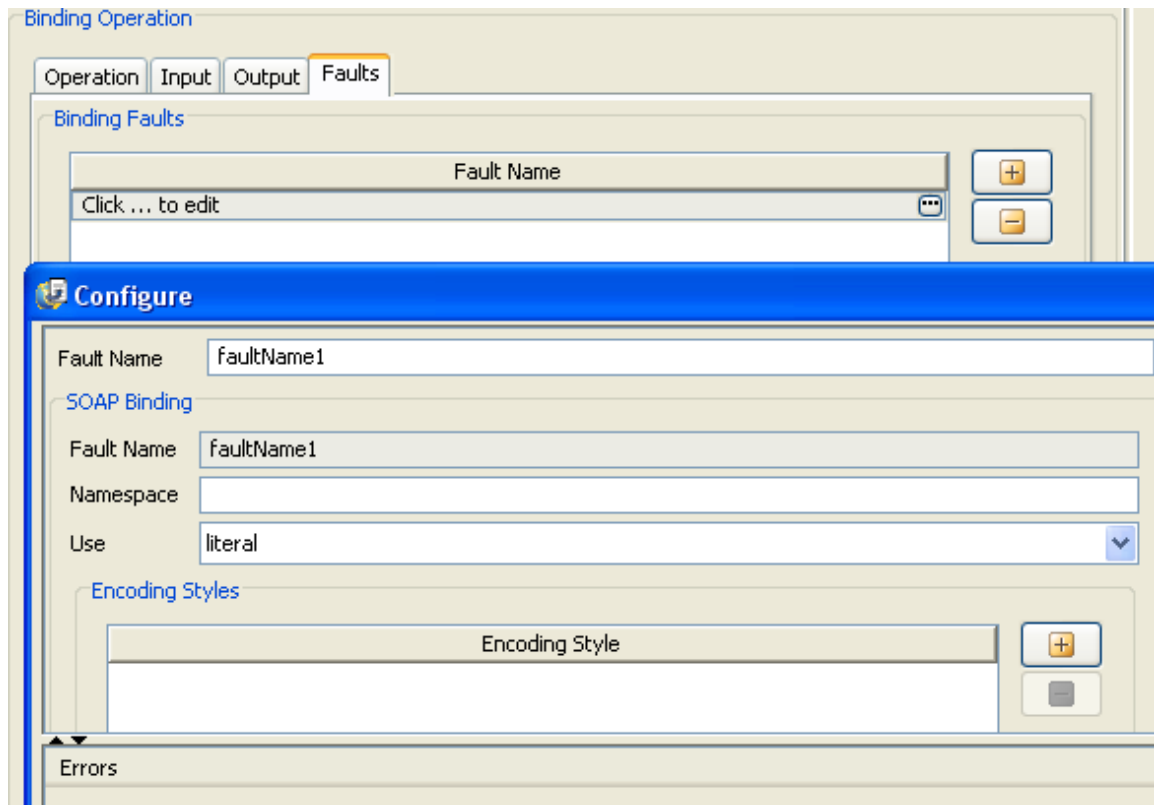 Binding Operation
Operation Input Output Faults
Binding Faults
Fault Name
Click ... to edit
Configure
Fault Name faultName1
SOAP Binding
Fault Name faultName1
Namespace
Use literal
Encoding Styles
Encoding Style
Errors